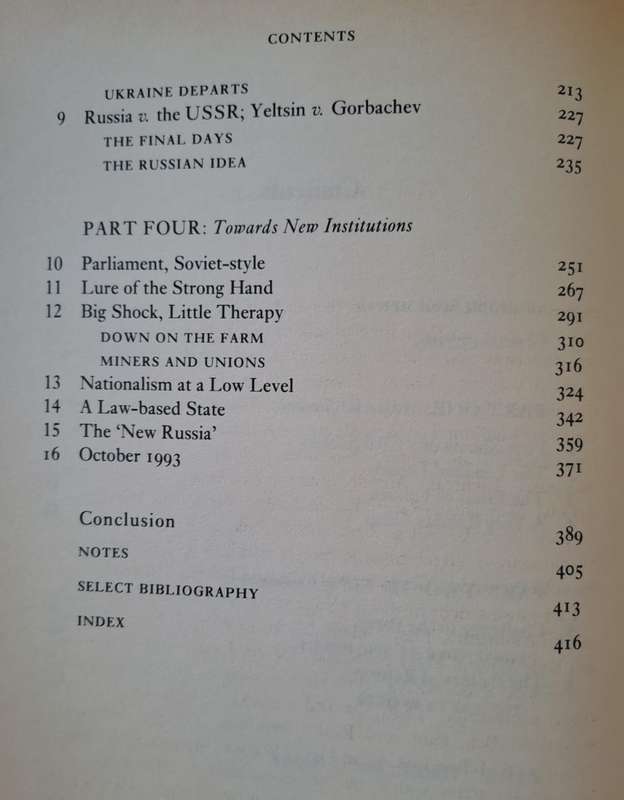 CONTENTS
UKRAINE DEPARTS 213
9 Russia v. the USSR; Yeltsin v. Gorbachev 227
THE FINAL DAYS 227
THE RUSSIAN IDEA 235
PART FOUR: Towards New Institutions
10 Parliament, Soviet-style 251
11 Lure of the Strong Hand 267
12 Big Shock, Little Therapy 291
DOWN ON THE FARM 310
MINERS AND UNIONS 316
13 Nationalism at a Low Level 324
14 A Law-based State 342
15 The ‘New Russia’ 359
16 October 1993 371
Conclusion 389
NOTES 405
SELECT BIBLIOGRAPHY 413
INDEX 416